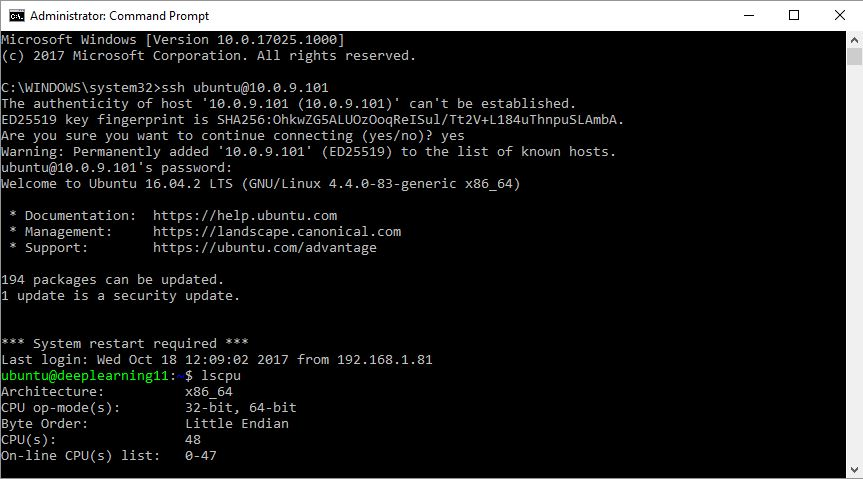 Administrator: Command Prompt
Microsoft Windows [Version 10.0.17025.1000]
(c) 2017 Microsoft Corporation. All rights reserved.
C:\WINDOWS\system32>ssh ubuntu@10.0.9.101
The authenticity of host '10.0.9.101 (10.0.9.101)' can't be established.
ED25519 key fingerprint is SHA256:OhkwZG5ALUOzOoqReISul/Tt2V+L184uThnpuSLAmbA.
Are you sure you want to continue connecting (yes/no)? yes
Warning: Permanently added '10.0.9.101' (ED25519) to the list of known hosts.
ubuntu@10.0.9.101's password:
Welcome to Ubuntu 16.04.2 LTS (GNU/Linux 4.4.0-83-generic x86_64)
* Documentation:  https://help.ubuntu.com
* Management:     https://landscape.canonical.com
* Support:        https://ubuntu.com/advantage
194 packages can be updated.
1 update is a security update.
*** System restart required ***
Last login: Wed Oct 18 12:09:02 2017 from 192.168.1.81
ubuntu@deeplearning11:~$ lscpu
Architecture:          x86_64
CPU op-mode(s):        32-bit, 64-bit
Byte Order:            Little Endian
CPU(s):                48
On-line CPU(s) list:   0-47